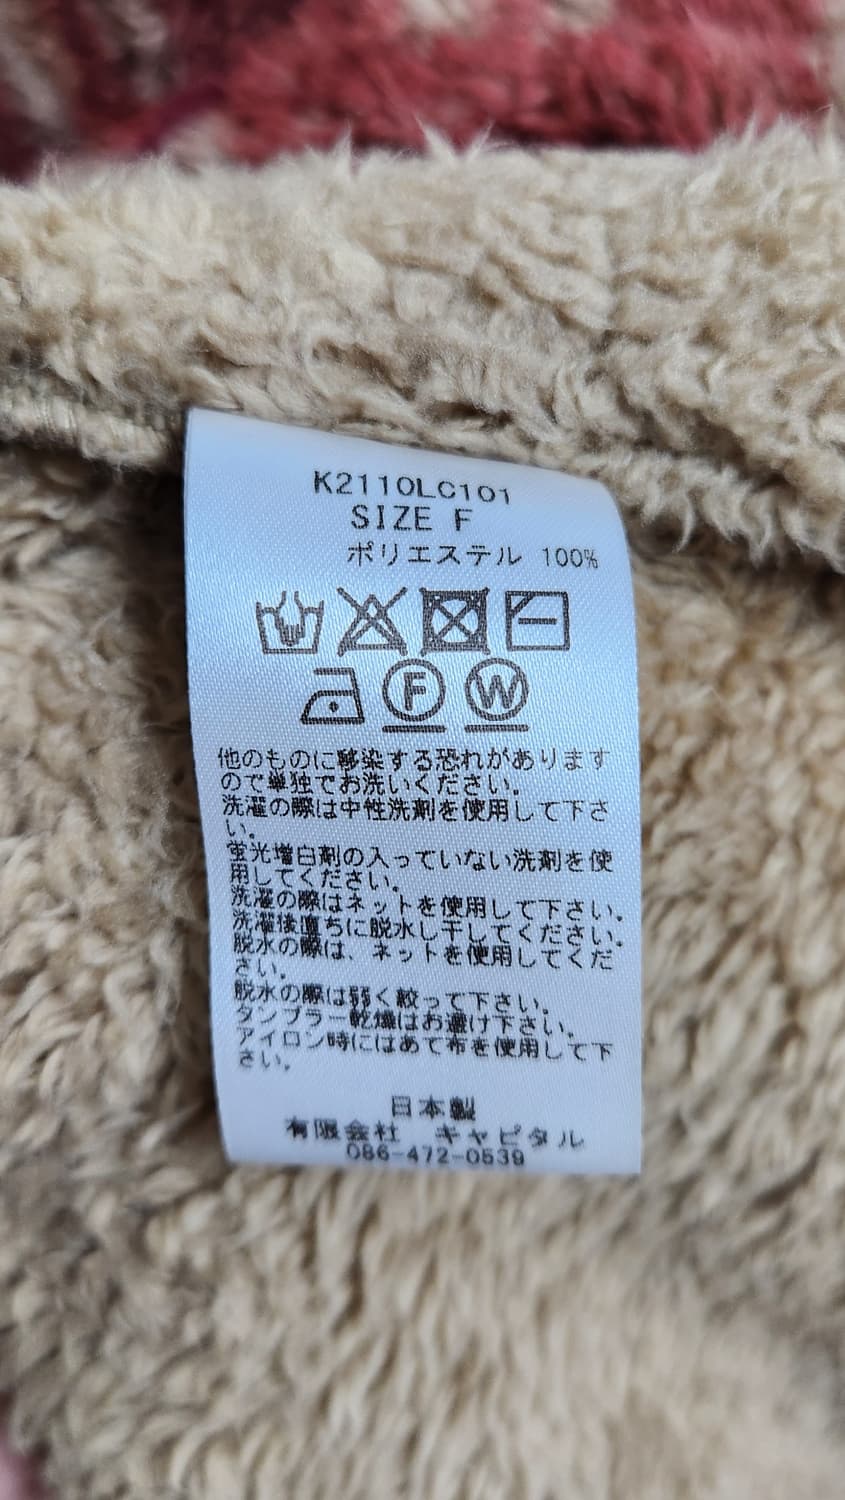 K2110LC101
SIZE F
ポリエステル 100%
F W
他のものに移染する恐れがあります
ので単独でお洗いください。
洗濯の際は中性洗剤を使用して下さ
い。
蛍光増白剤の入っていない洗剤を使
用してください。
洗濯の際はネットを使用して下さい。
洗濯後直ちに脱水し干してください。
脱水の際は、ネットを使用してくだ
さい。
脱水の際は弱く絞って下さい。
タンブラー乾燥はお避け下さい。
アイロン時にはあて布を使用して下
さい。
日本製
有限会社 キャピタル
086-472-0539